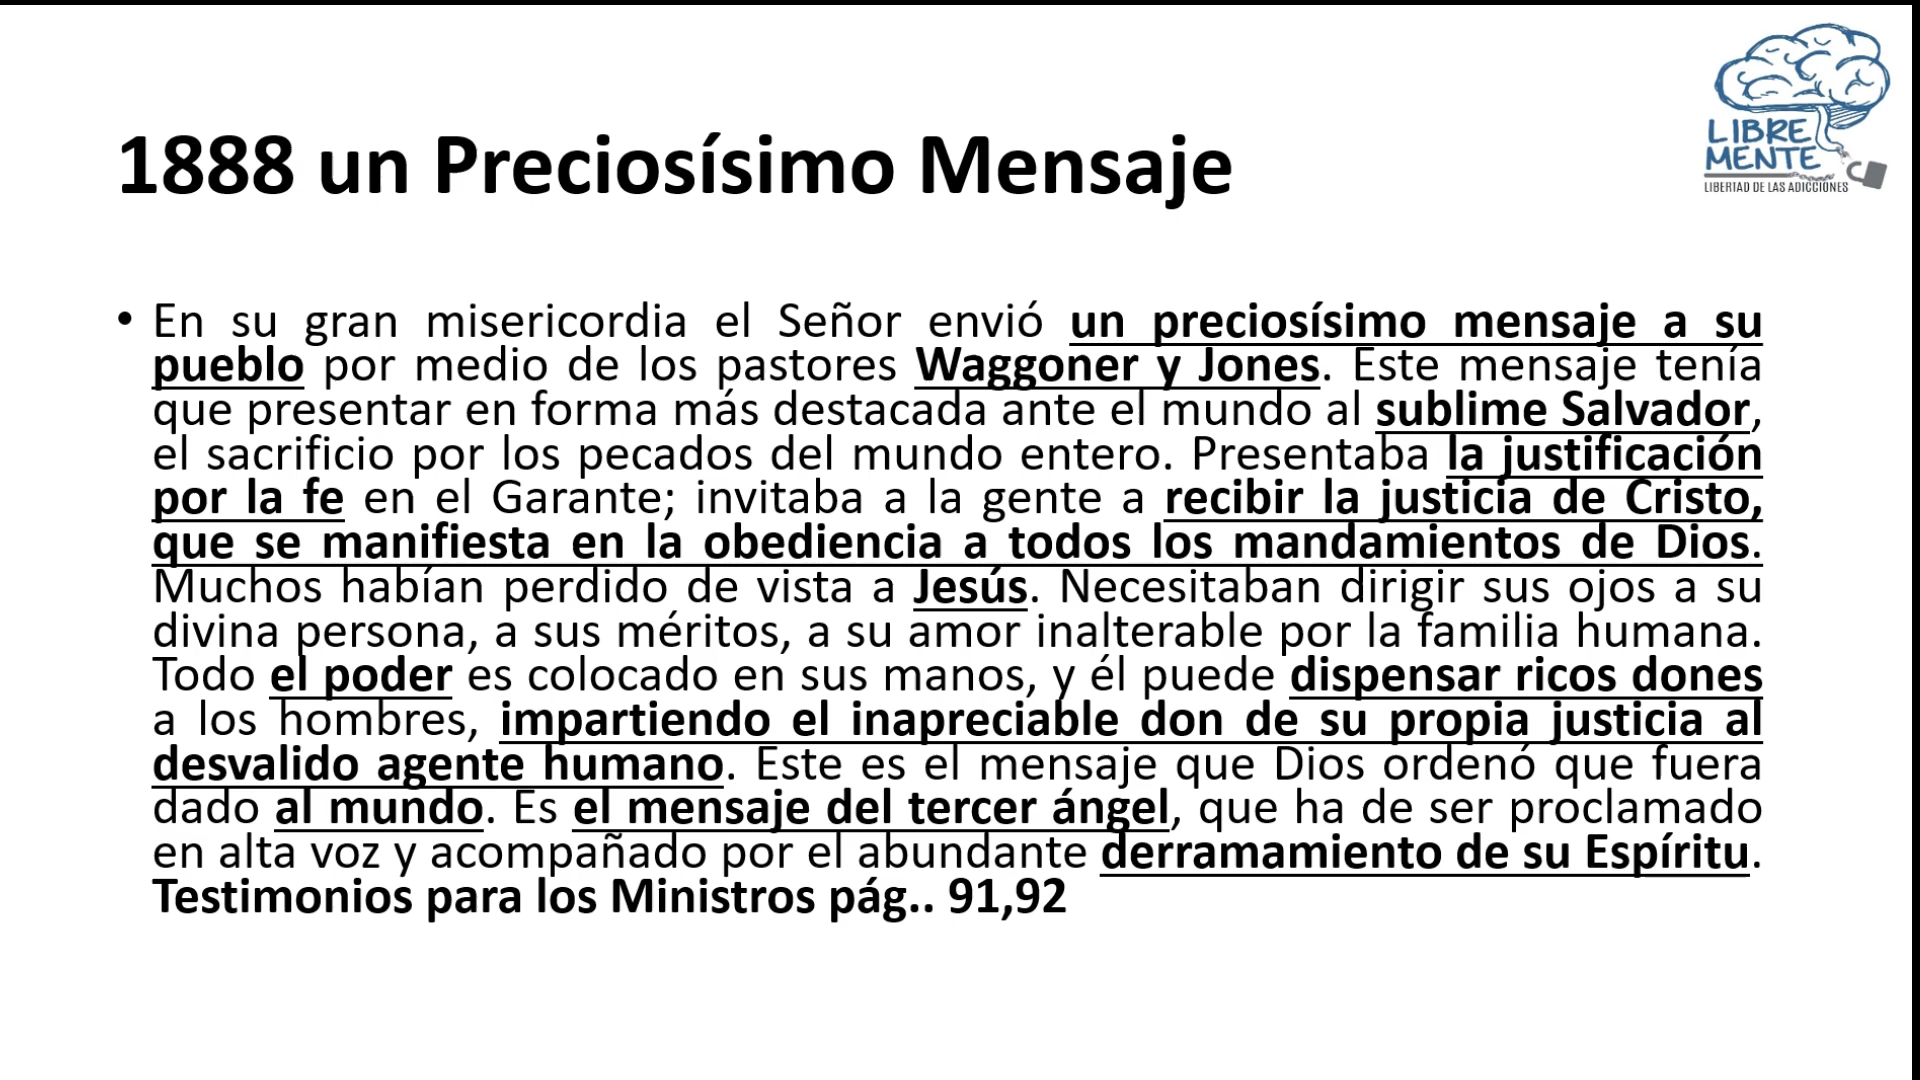 LIBRE
MENTE
LIBERTAD DE LAS ADICCIONES
1888 un Preciosísimo Mensaje
• En su gran misericordia el Señor envió un preciosísimo mensaje a su
pueblo por medio de los pastores Waggoner y Jones. Este mensaje tenía
que presentar en forma más destacada ante el mundo al sublime Salvador,
el sacrificio por los pecados del mundo entero. Presentaba la justificación
por la fe en el Garante; invitaba a la gente a recibir la justicia de Cristo,
que se manifiesta en la obediencia a todos los mandamientos de Dios.
Muchos habían perdido de vista a Jesús. Necesitaban dirigir sus ojos a su
divina persona, a sus méritos, a su amor inalterable por la familia humana.
Todo el poder es colocado en sus manos, y él puede dispensar ricos dones
a los hombres, impartiendo el inapreciable don de su propia justicia al
desvalido agente humano. Este es el mensaje que Dios ordenó que fuera
dado al mundo. Es el mensaje del tercer ángel, que ha de ser proclamado
en alta voz y acompañado por el abundante derramamiento de su Espíritu.
Testimonios para los Ministros pág.. 91,92